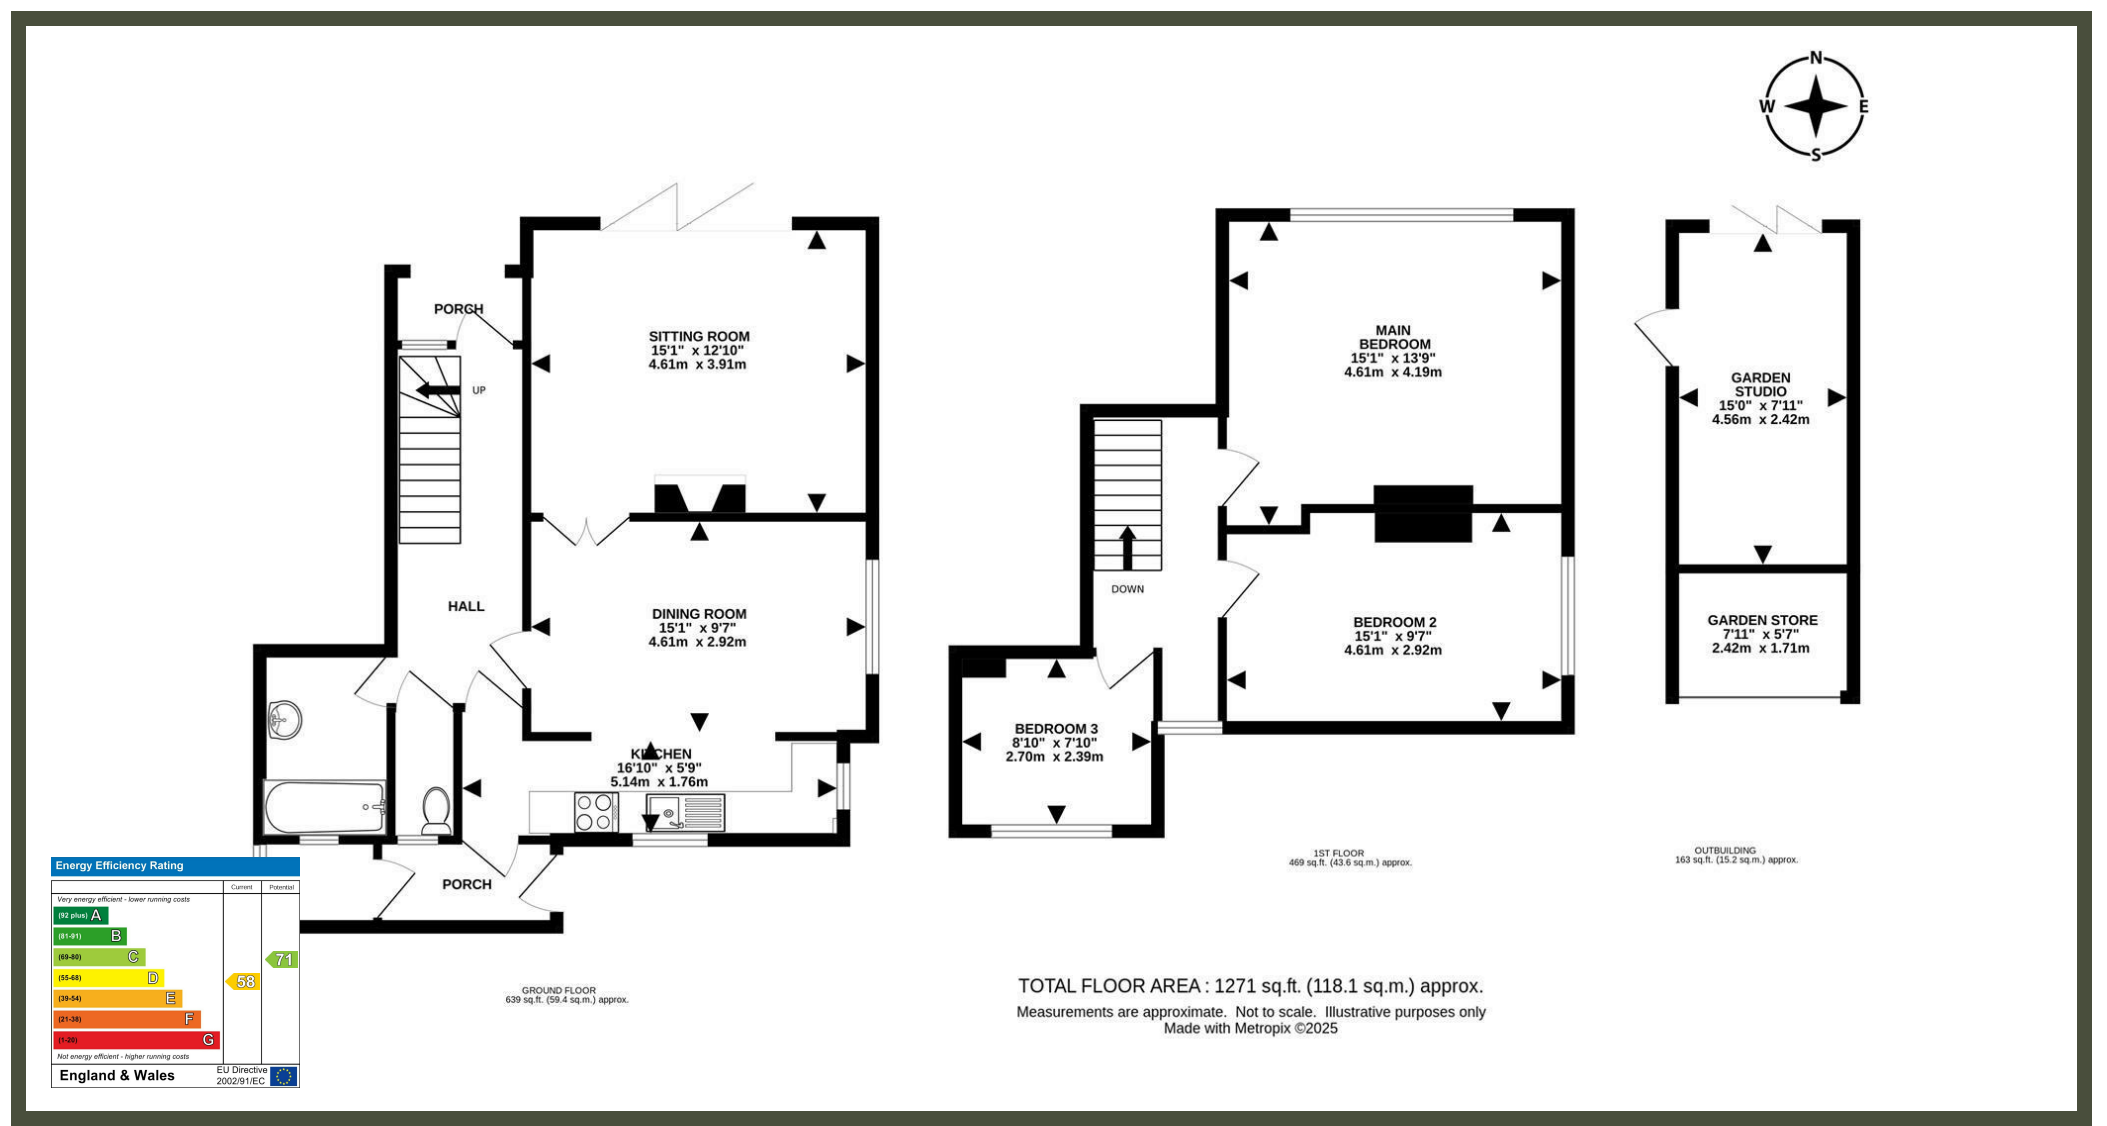 N
W E
S
PORCH
UP
SITTING ROOM
15'1" x 12'10"
4.61m x 3.91m
HALL
DINING ROOM
15'1" x 9'7"
4.61m x 2.92m
KITCHEN
16'10" x 5'9"
5.14m x 1.76m
PORCH
GROUND FLOOR
639 sq.ft. (59.4 sq.m.) approx.
MAIN
BEDROOM
15'1" x 13'9"
4.61m x 4.19m
DOWN
BEDROOM 2
15'1" x 9'7"
4.61m x 2.92m
BEDROOM 3
8'10" x 7'10"
2.70m x 2.39m
1ST FLOOR
469 sq.ft. (43.6 sq.m.) approx.
GARDEN
STUDIO
15'0" x 7'11"
4.56m x 2.42m
GARDEN STORE
7'11" x 5'7"
2.42m x 1.71m
OUTBUILDING
163 sq.ft. (15.2 sq.m.) approx.
TOTAL FLOOR AREA : 1271 sq.ft. (118.1 sq.m.) approx.
Measurements are approximate. Not to scale. Illustrative purposes only
Made with Metropix ©2025
Energy Efficiency Rating
Current Potential
Very energy efficient - lower running costs
(92 plus) A
(81-91) B
(69-80) C
71
(55-68) D
58
(39-54) E
(21-38) F
(1-20) G
Not energy efficient - higher running costs
England & Wales
EU Directive
2002/91/EC